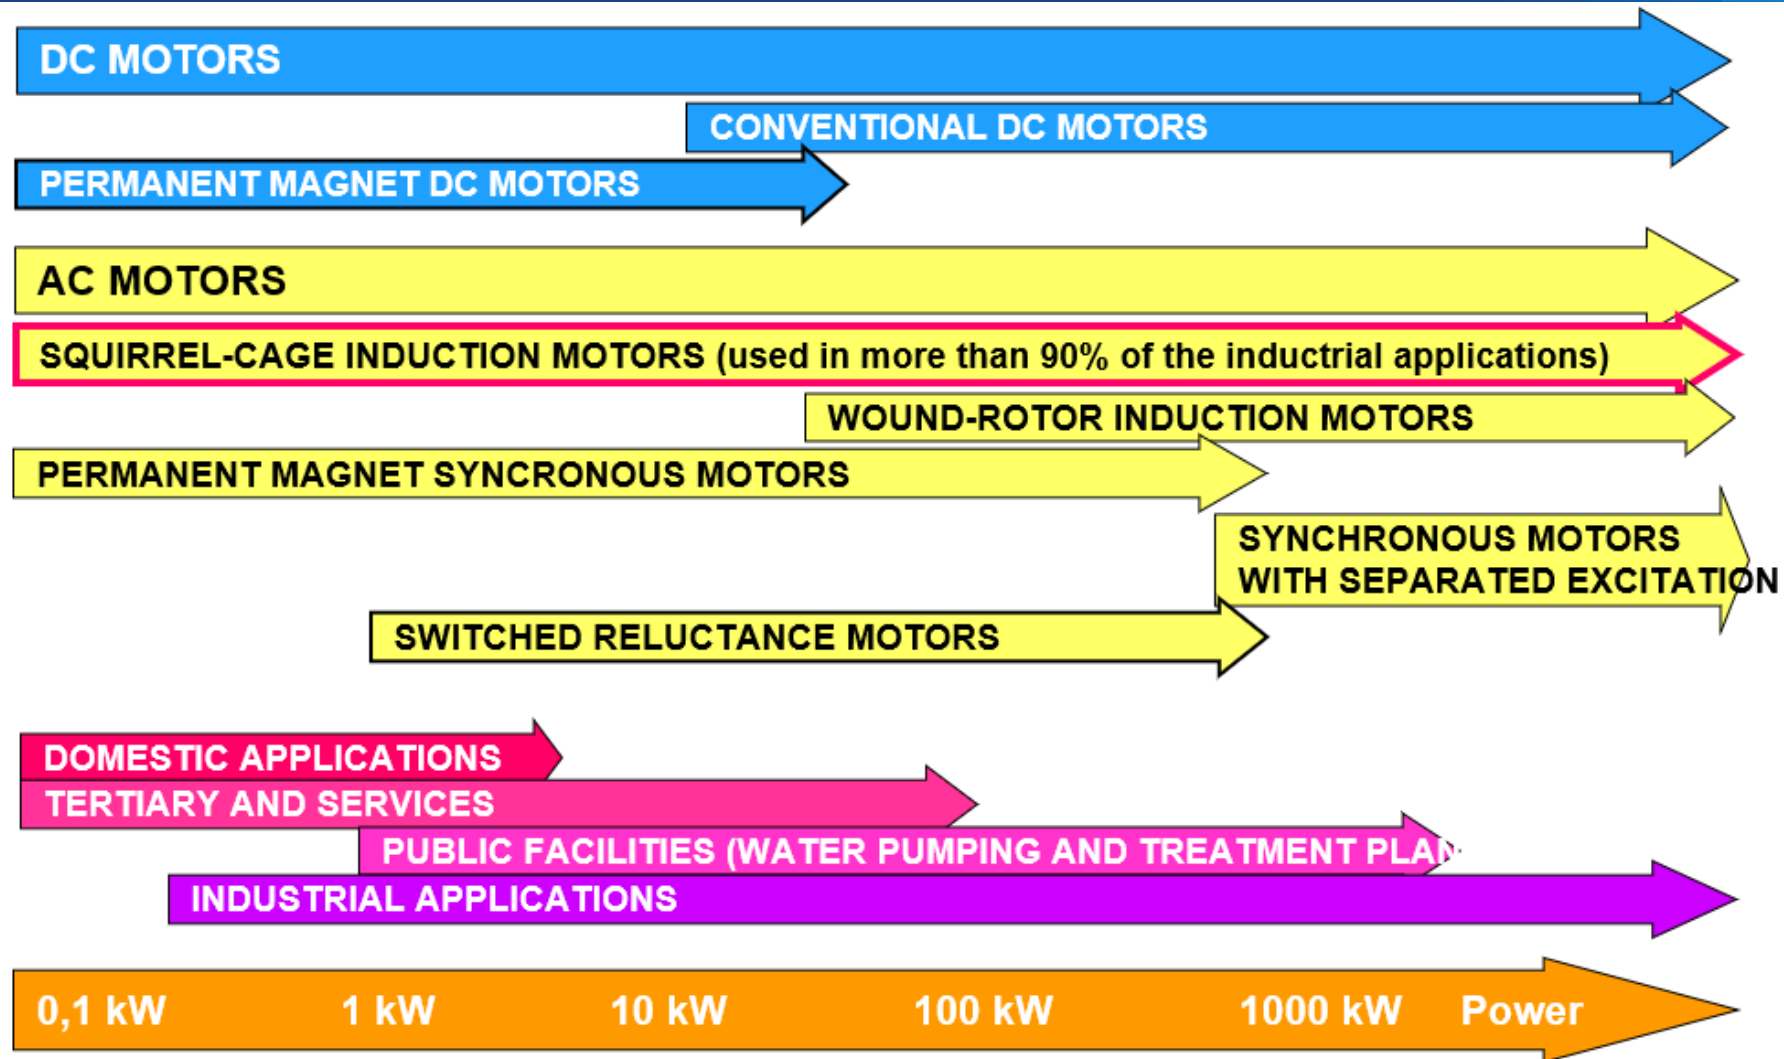 DC MOTORS
CONVENTIONAL DC MOTORS
PERMANENT MAGNET DC MOTORS
AC MOTORS
SQUIRREL-CAGE INDUCTION MOTORS (used in more than 90% of the inductrial applications)
WOUND-ROTOR INDUCTION MOTORS
PERMANENT MAGNET SYNCRONOUS MOTORS
SYNCHRONOUS MOTORS
WITH SEPARATED EXCITATION
SWITCHED RELUCTANCE MOTORS
DOMESTIC APPLICATIONS
TERTIARY AND SERVICES
PUBLIC FACILITIES (WATER PUMPING AND TREATMENT PLAN
INDUSTRIAL APPLICATIONS
0,1 kW 1 kW 10 kW 100 kW 1000 kW Power